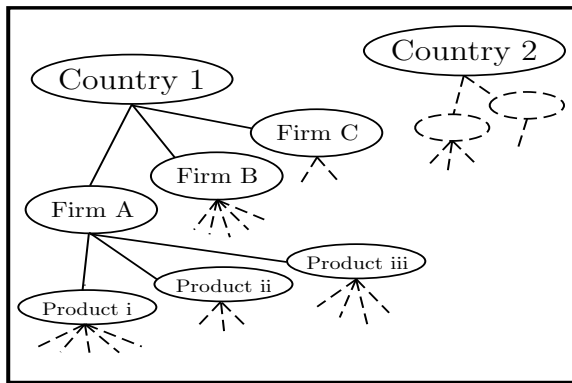 Country 1
Country 2
Firm C
Firm B
Firm A
Product iii
Product ii
Product i